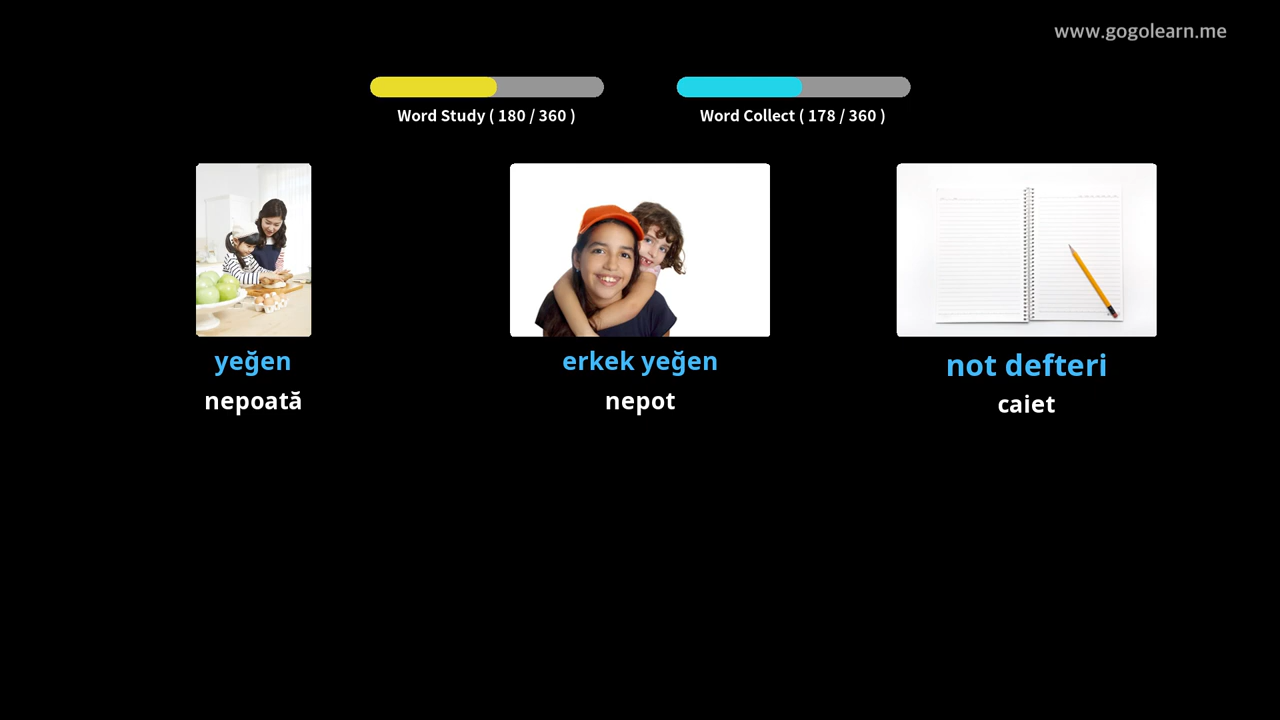 www.gogolearn.me
Word Study ( 180 / 360 )
Word Collect ( 178 / 360 )
yeğen
nepoată
erkek yeğen
nepot
not defteri
caiet